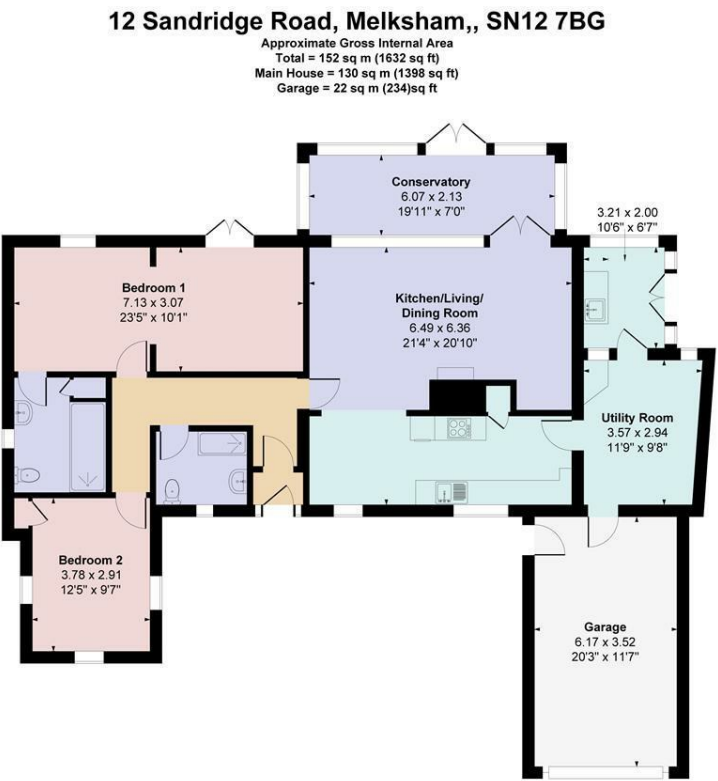 12 Sandridge Road, Melksham,, SN12 7BG
Approximate Gross Internal Area
Total = 152 sq m (1632 sq ft)
Main House = 130 sq m (1398 sq ft)
Garage = 22 sq m (234)sq ft
Conservatory
6.07 x 2.13
19'11" x 7'0"
3.21 x 2.00
10'6" x 6'7"
Bedroom 1
7.13 x 3.07
23'5" x 10'1"
Kitchen/Living/
Dining Room
6.49 x 6.36
21'4" x 20'10"
Utility Room
3.57 x 2.94
11'9" x 9'8"
Bedroom 2
3.78 x 2.91
12'5" x 9'7"
Garage
6.17 x 3.52
20'3" x 11'7"